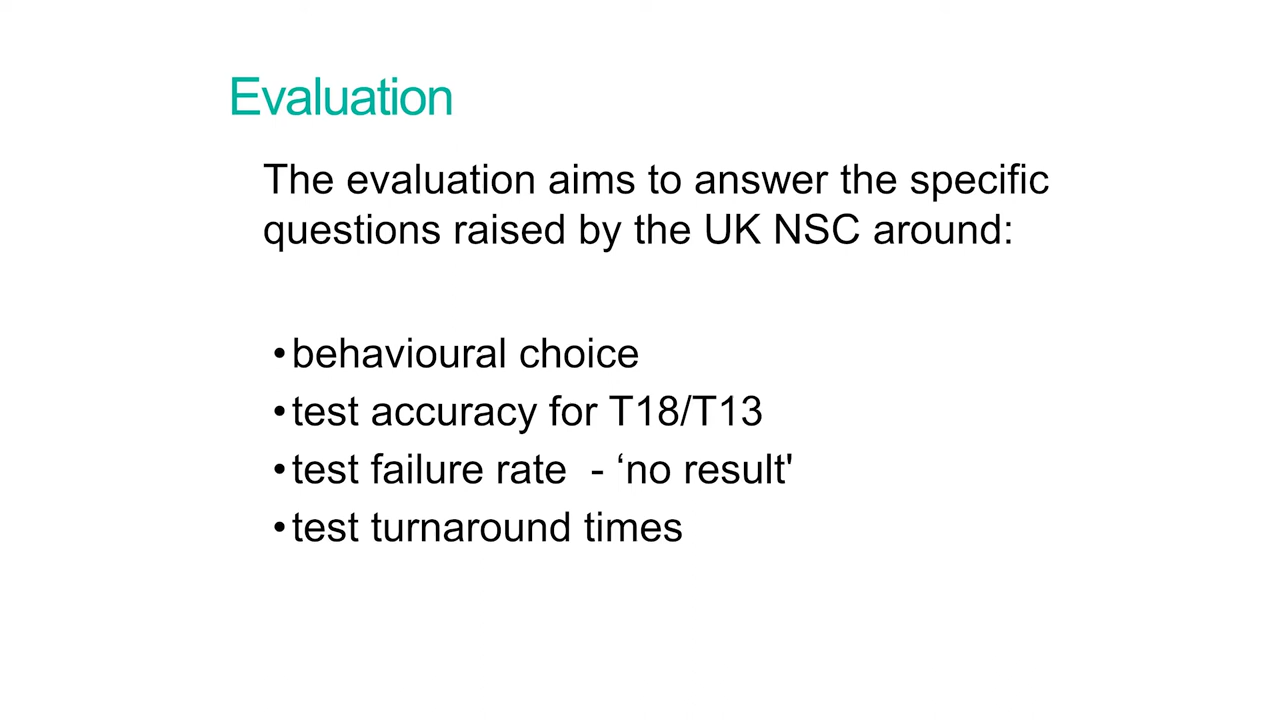 Evaluation
The evaluation aims to answer the specific
questions raised by the UK NSC around:
•behavioural choice
•test accuracy for T18/T13
•test failure rate  - ‘no result'
•test turnaround times